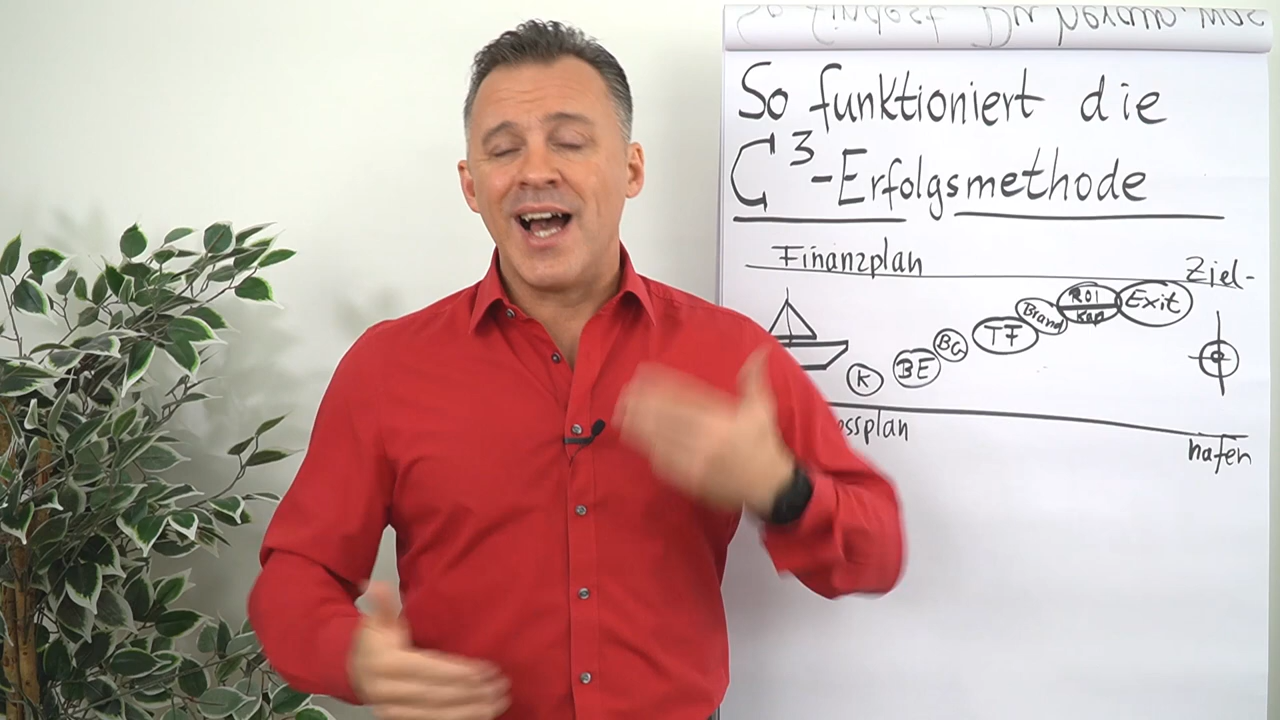 So funktioniert die
C³-Erfolgsmethode
Finanzplan
Ziel-
K
BE
BG
TF
Brand
ROI
Kap
Exit
hafen